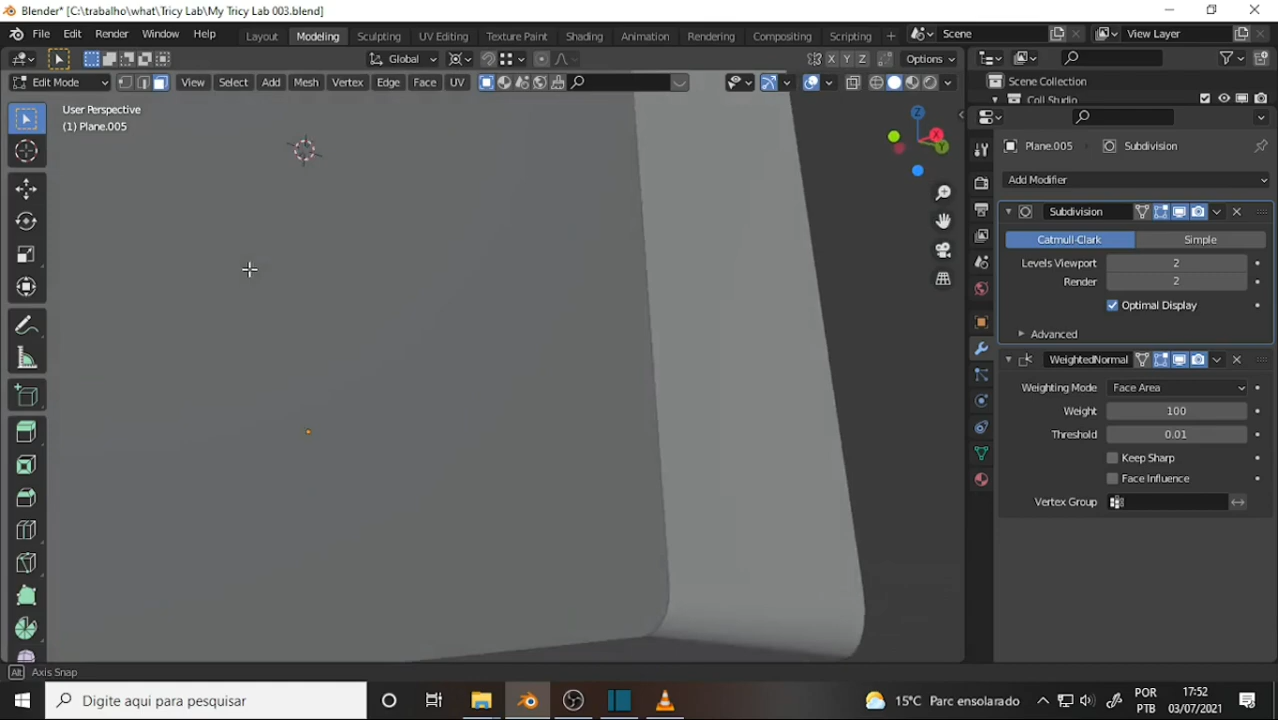 Blender* [C:\trabalho\what\Tricy Lab\My Tricy Lab 003.blend]
File Edit Render Window Help Layout Modeling Sculpting UV Editing Texture Paint Shading Animation Rendering Compositing Scripting + Scene View Layer
Global X Y Z Options
Edit Mode View Select Add Mesh Vertex Edge Face UV
Scene Collection
Coll Studio
User Perspective
(1) Plane.005
Z
X
Y
Plane.005 Subdivision
Add Modifier
Subdivision
Catmull-Clark Simple
Levels Viewport 2
Render 2
Optimal Display
Advanced
WeightedNormal
Weighting Mode Face Area
Weight 100
Threshold 0.01
Keep Sharp
Face Influence
Vertex Group
Alt Axis Snap
Digite aqui para pesquisar
15°C Parc ensolarado
POR
PTB
17:52
03/07/2021